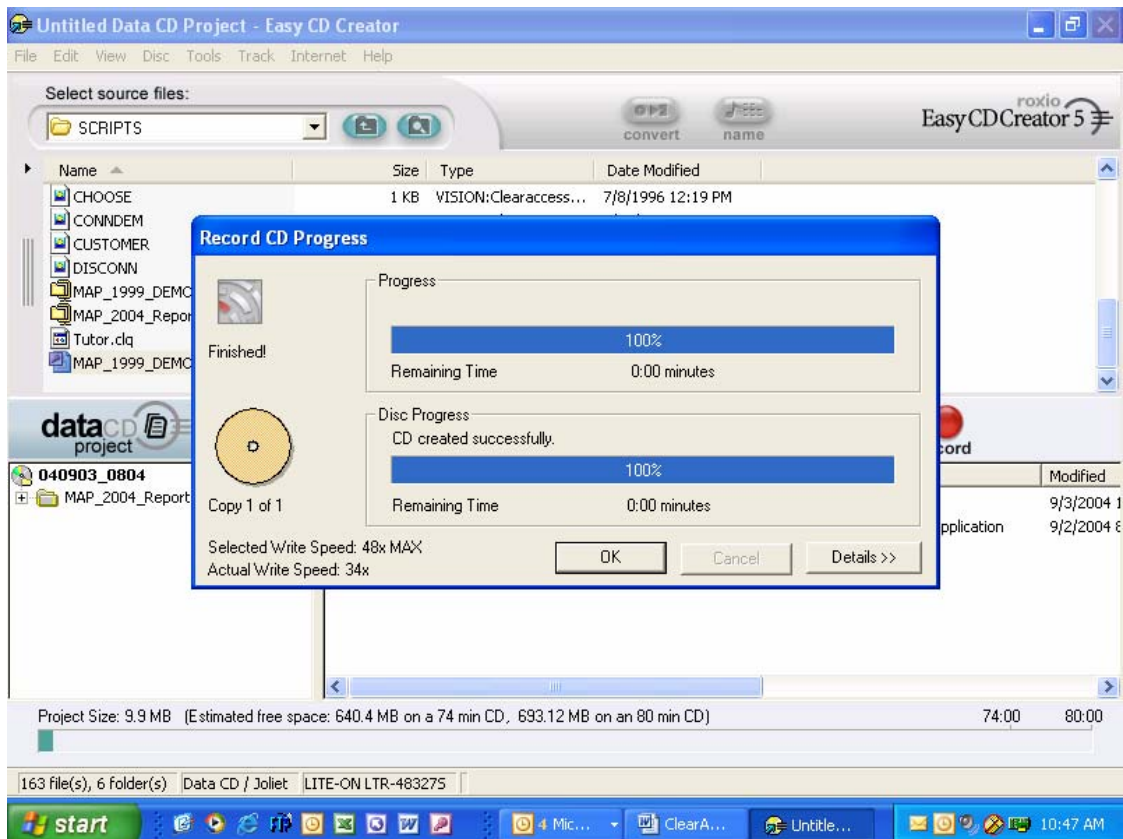 Untitled Data CD Project - Easy CD Creator
File Edit View Disc Tools Track Internet Help
Select source files:
SCRIPTS
convert name
roxio
Easy CD Creator 5
Name Size Type Date Modified
CHOOSE 1 KB VISION:Clearaccess... 7/8/1996 12:19 PM
CONNDEM
CUSTOMER
DISCONN
MAP_1999_DEMO
MAP_2004_Repor
Tutor.clq
MAP_1999_DEMO
Record CD Progress
Progress
100%
Finished!
Remaining Time 0:00 minutes
Disc Progress
CD created successfully.
100%
Copy 1 of 1
Remaining Time 0:00 minutes
Selected Write Speed: 48x MAX
Actual Write Speed: 34x
OK Cancel Details >>
datacd
project
cord
040903_0804
MAP_2004_Report
Modified
9/3/2004 1
pplication 9/2/2004 8
Project Size: 9.9 MB (Estimated free space: 640.4 MB on a 74 min CD, 693.12 MB on an 80 min CD) 74:00 80:00
163 file(s), 6 folder(s) Data CD / Joliet LITE-ON LTR-48327S
start 4 Mic... ClearA... Untitle... 10:47 AM